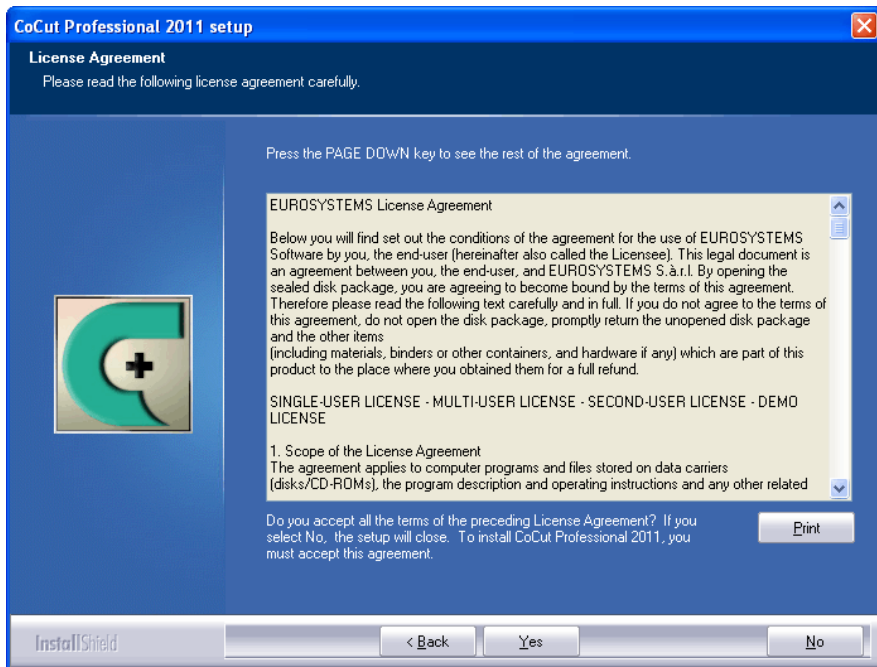 CoCut Professional 2011 setup
License Agreement
Please read the following license agreement carefully.
Press the PAGE DOWN key to see the rest of the agreement.
EUROSYSTEMS License Agreement
Below you will find set out the conditions of the agreement for the use of EUROSYSTEMS
Software by you, the end-user (hereinafter also called the Licensee). This legal document is
an agreement between you, the end-user, and EUROSYSTEMS S.à.r.l. By opening the
sealed disk package, you are agreeing to become bound by the terms of this agreement.
Therefore please read the following text carefully and in full. If you do not agree to the terms of
this agreement, do not open the disk package, promptly return the unopened disk package
and the other items
(including materials, binders or other containers, and hardware if any) which are part of this
product to the place where you obtained them for a full refund.
SINGLE-USER LICENSE - MULTI-USER LICENSE - SECOND-USER LICENSE - DEMO
LICENSE
1. Scope of the License Agreement
The agreement applies to computer programs and files stored on data carriers
(disks/CD-ROMs), the program description and operating instructions and any other related
Do you accept all the terms of the preceding License Agreement? If you
select No, the setup will close. To install CoCut Professional 2011, you
must accept this agreement.
Print
InstallShield
< Back
Yes
No